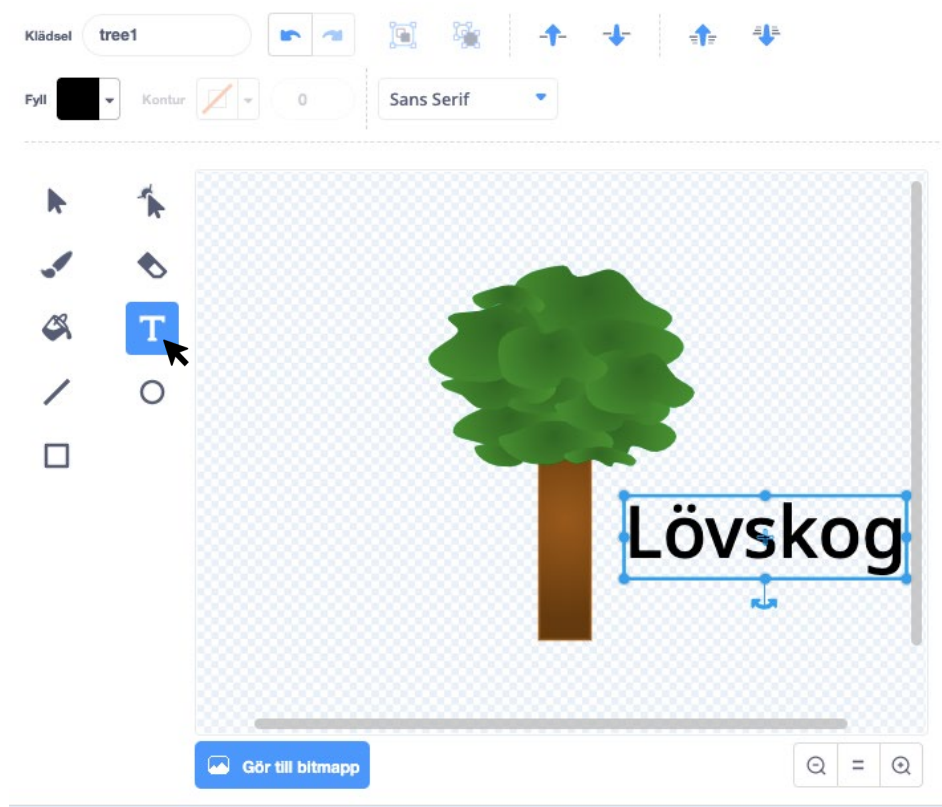 Klädsel tree1
Fyll Kontur 0 Sans Serif
T
Lövskog
Gör till bitmapp